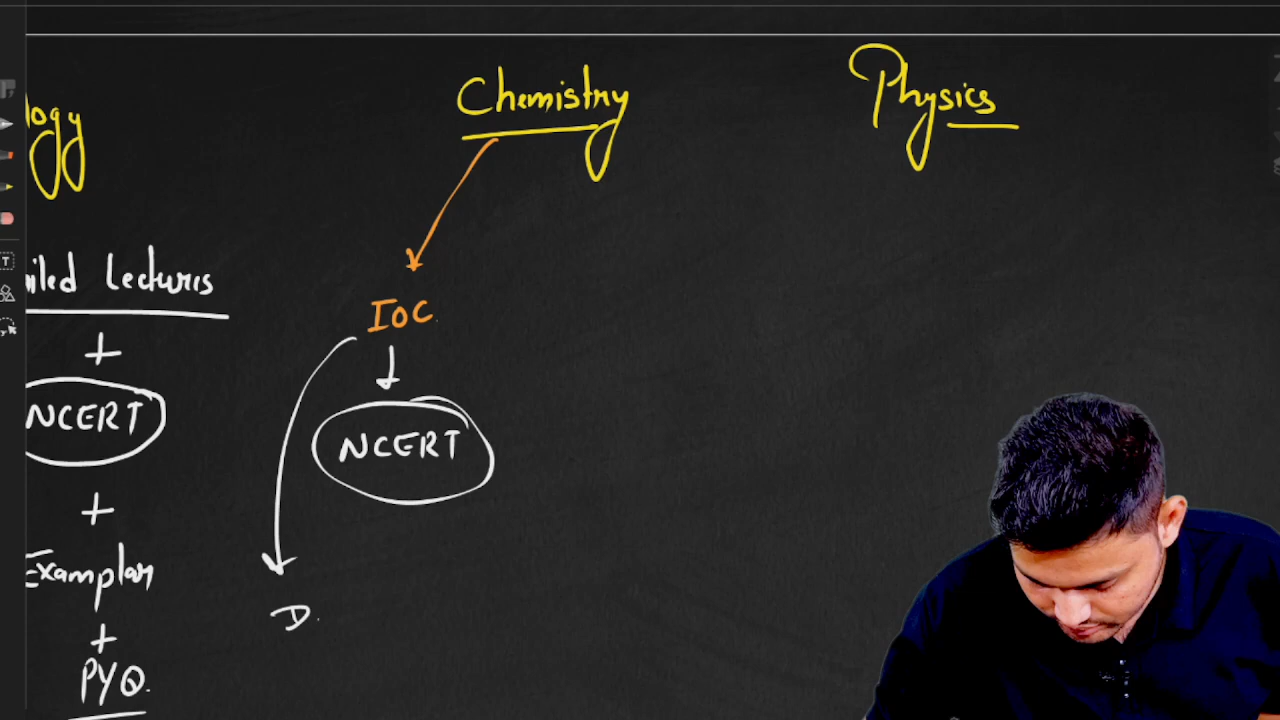 logy
Chemistry
Physics
iled Lectures
+
NCERT
+
Examplar
+
PYQ.
IOC
NCERT
D.